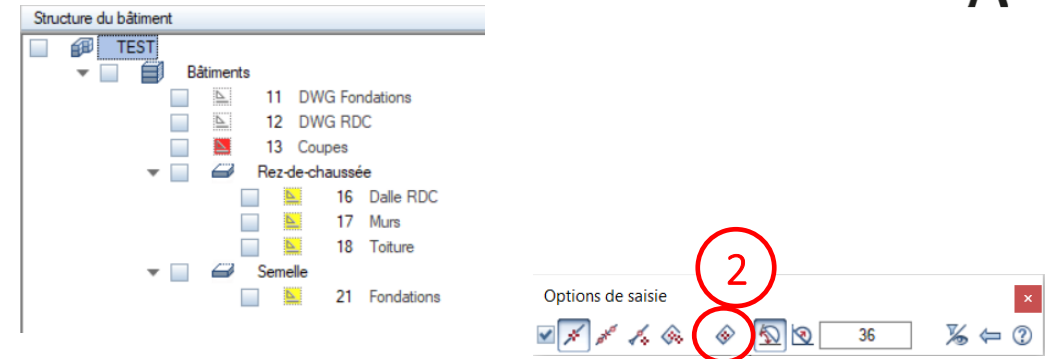 Structure du bâtiment
TEST
Bâtiments
11 DWG Fondations
12 DWG RDC
13 Coupes
Rez-de-chaussée
16 Dalle RDC
17 Murs
18 Toiture
Semelle
21 Fondations
2
Options de saisie
36